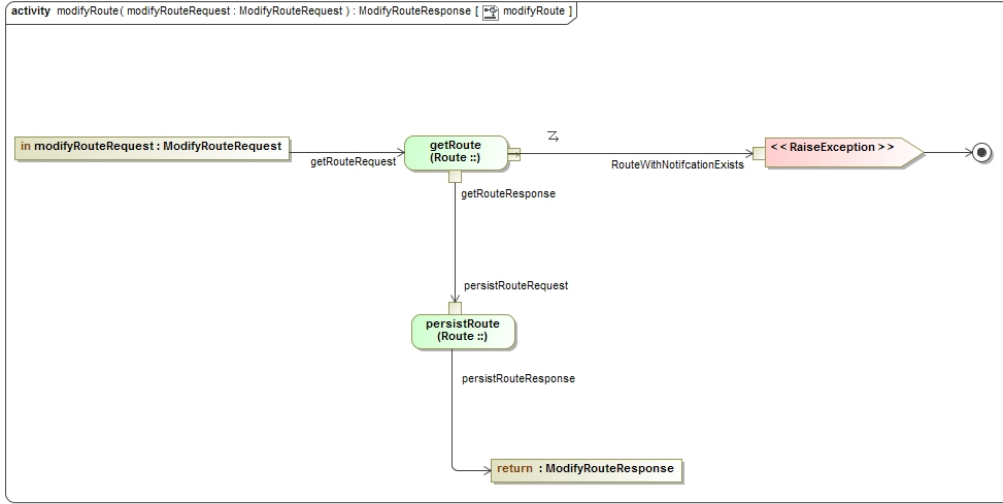 activity modifyRoute( modifyRouteRequest : ModifyRouteRequest ) : ModifyRouteResponse [ modifyRoute ]
in modifyRouteRequest : ModifyRouteRequest
getRouteRequest
getRoute
(Route ::)
RouteWithNotifcationExists
<< RaiseException >>
getRouteResponse
persistRouteRequest
persistRoute
(Route ::)
persistRouteResponse
return : ModifyRouteResponse